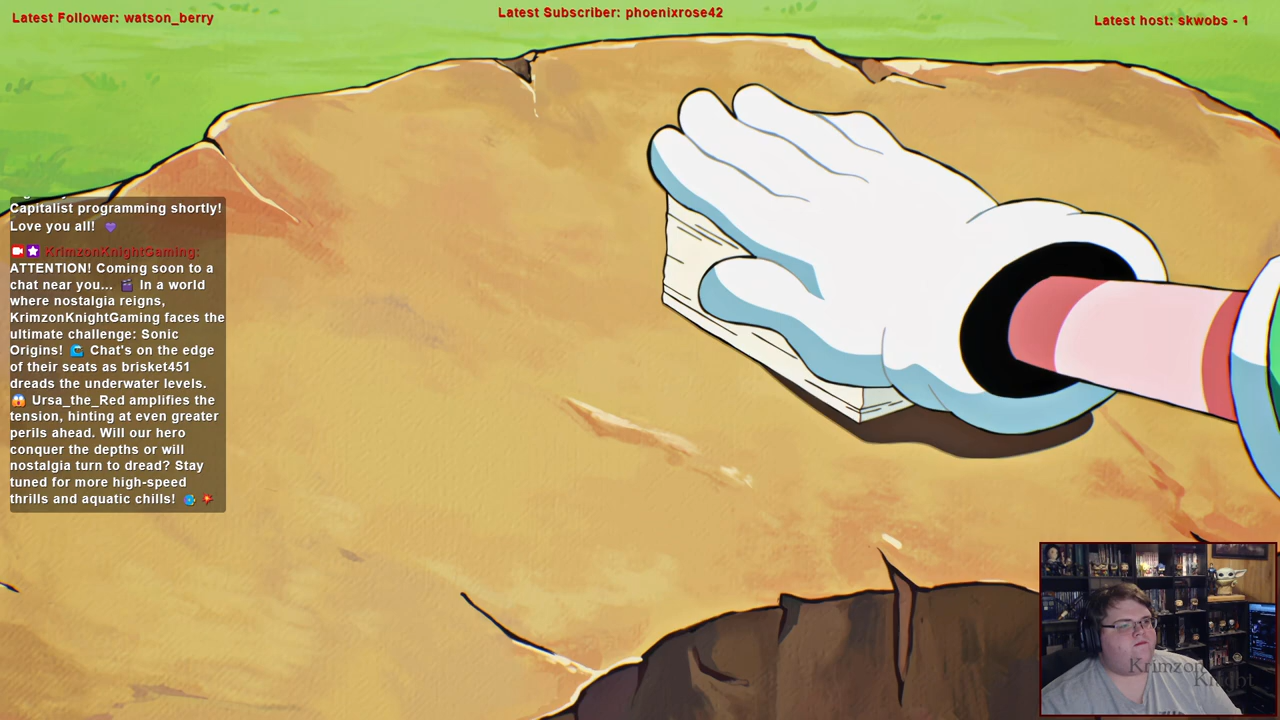 Latest Follower: watson_berry
Latest Subscriber: phoenixrose42
Latest host: skwobs - 1
Capitalist programming shortly!
Love you all! 💜
KrimzonKnightGaming:
ATTENTION! Coming soon to a
chat near you... 🎬 In a world
where nostalgia reigns,
KrimzonKnightGaming faces the
ultimate challenge: Sonic
Origins! 🌊 Chat's on the edge
of their seats as brisket451
dreads the underwater levels.
😱 Ursa_the_Red amplifies the
tension, hinting at even greater
perils ahead. Will our hero
conquer the depths or will
nostalgia turn to dread? Stay
tuned for more high-speed
thrills and aquatic chills!
Krimzon
Knight